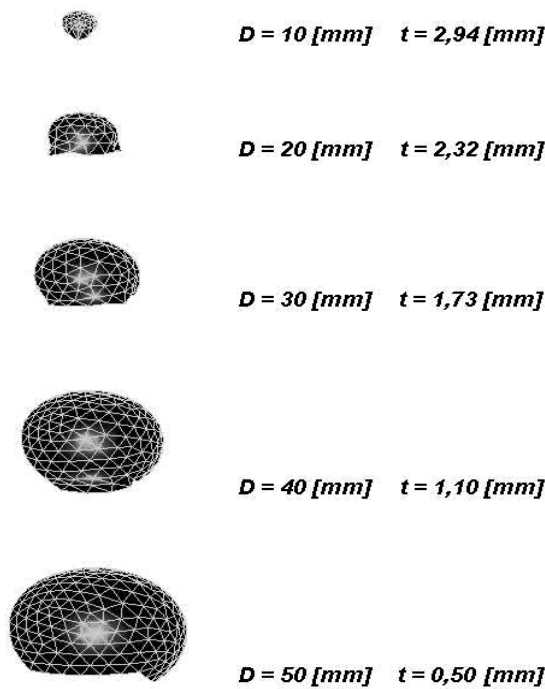 D = 10 [mm] t = 2,94 [mm]
D = 20 [mm] t = 2,32 [mm]
D = 30 [mm] t = 1,73 [mm]
D = 40 [mm] t = 1,10 [mm]
D = 50 [mm] t = 0,50 [mm]